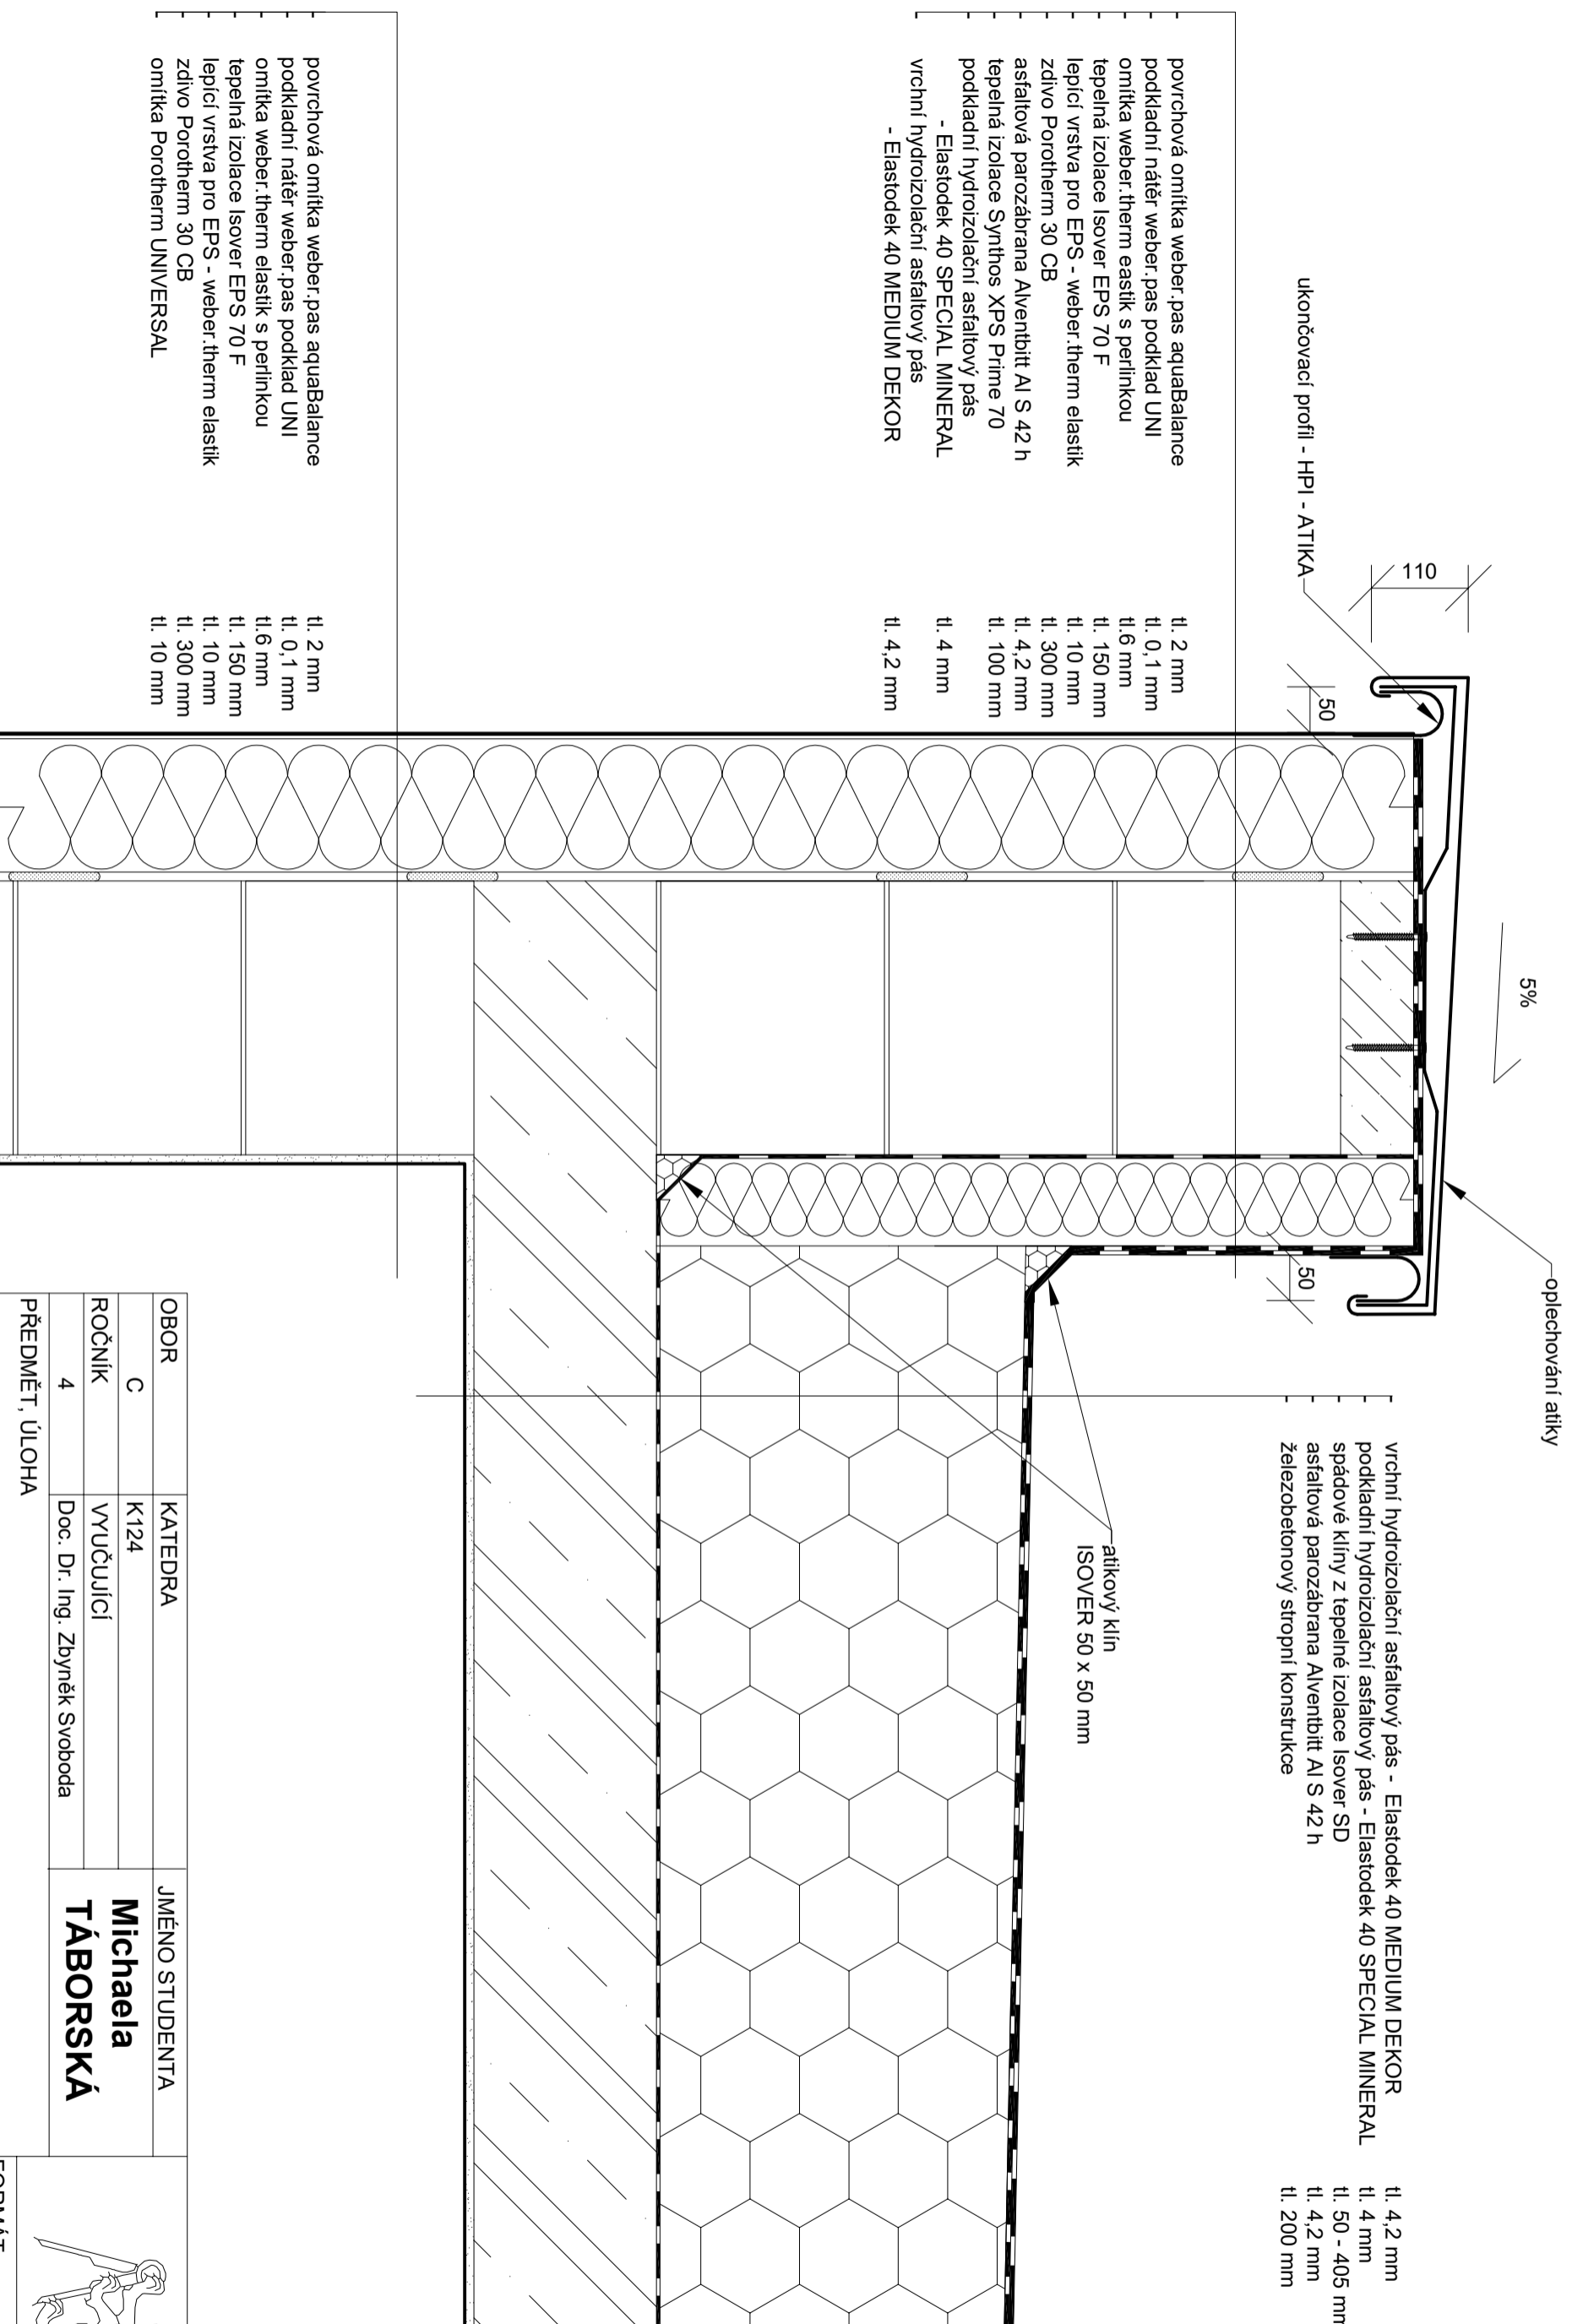 ukončovací profil - HPI - ATIKA
110
50
5%
oplechování atiky
50
povrchová omítka weber.pas aquaBalance tl. 2 mm
podkladní nátěr weber.pas podklad UNI tl. 0,1 mm
omítka weber.therm eastik s perlinkou tl.6 mm
tepelná izolace Isover EPS 70 F tl. 150 mm
lepící vrstva pro EPS - weber.therm elastik tl. 10 mm
zdivo Porotherm 30 CB tl. 300 mm
asfaltová parozábrana Alventbitt Al S 42 h tl. 4,2 mm
tepelná izolace Synthos XPS Prime 70 tl. 100 mm
podkladní hydroizolační asfaltový pás
- Elastodek 40 SPECIAL MINERAL tl. 4 mm
vrchní hydroizolační asfaltový pás
- Elastodek 40 MEDIUM DEKOR tl. 4,2 mm
vrchní hydroizolační asfaltový pás - Elastodek 40 MEDIUM DEKOR tl. 4,2 mm
podkladní hydroizolační asfaltový pás - Elastodek 40 SPECIAL MINERAL tl. 4 mm
spádové klíny z tepelné izolace Isover SD tl. 50 - 405 mm
asfaltová parozábrana Alventbitt Al S 42 h tl. 4,2 mm
železobetonový stropní konstrukce tl. 200 mm
atikový klín
ISOVER 50 x 50 mm
povrchová omítka weber.pas aquaBalance tl. 2 mm
podkladní nátěr weber.pas podklad UNI tl. 0,1 mm
omítka weber.therm elastik s perlinkou tl.6 mm
tepelná izolace Isover EPS 70 F tl. 150 mm
lepící vrstva pro EPS - weber.therm elastik tl. 10 mm
zdivo Porotherm 30 CB tl. 300 mm
omítka Porotherm UNIVERSAL tl. 10 mm
OBOR KATEDRA JMÉNO STUDENTA
C K124 Michaela
ROČNÍK VYUČUJÍCÍ TÁBORSKÁ
4 Doc. Dr. Ing. Zbyněk Svoboda
PŘEDMĚT, ÚLOHA
FORMÁT